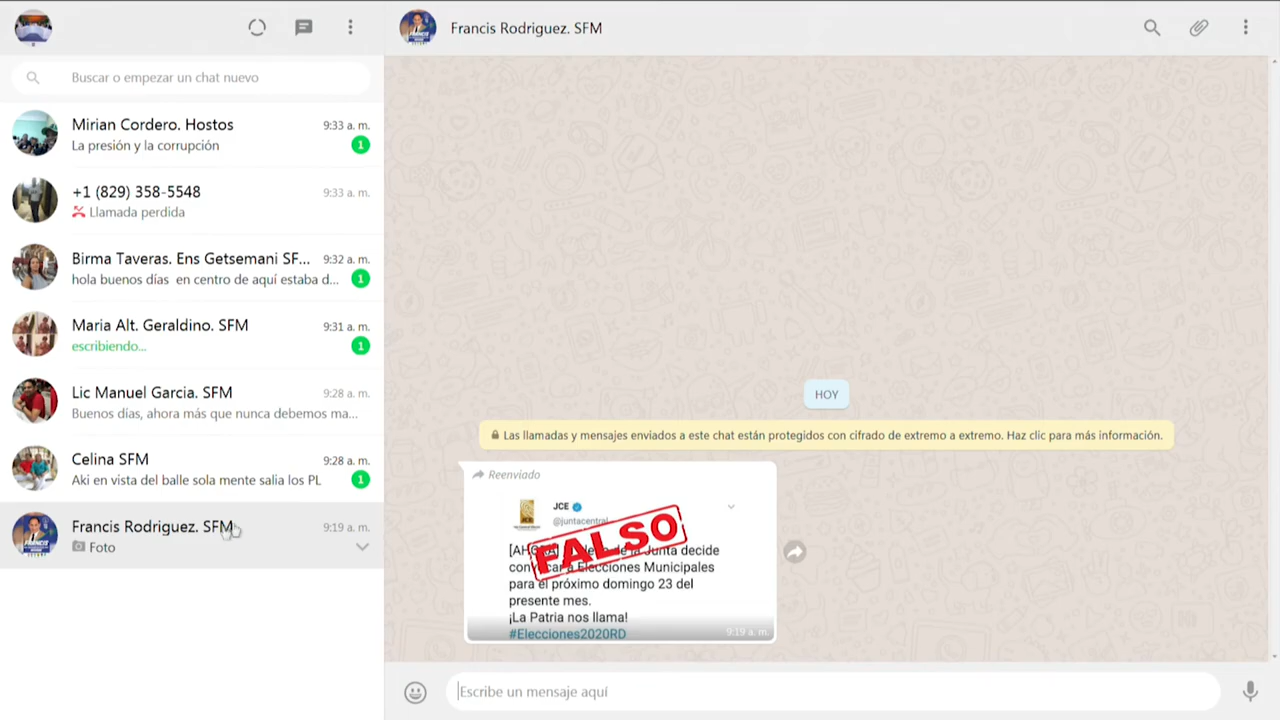 Buscar o empezar un chat nuevo
Mirian Cordero. Hostos
9:33 a. m.
La presión y la corrupción
1
+1 (829) 358-5548
9:33 a. m.
Llamada perdida
Birma Taveras. Ens Getsemani SF...
9:32 a. m.
hola buenos días en centro de aquí estaba d...
1
Maria Alt. Geraldino. SFM
9:31 a. m.
escribiendo...
1
Lic Manuel Garcia. SFM
9:28 a. m.
Buenos días, ahora más que nunca debemos ma...
Celina SFM
9:28 a. m.
Aki en vista del balle sola mente salia los PL
1
Francis Rodriguez. SFM
9:19 a. m.
Foto
Francis Rodriguez. SFM
HOY
Las llamadas y mensajes enviados a este chat están protegidos con cifrado de extremo a extremo. Haz clic para más información.
Reenviado
JCE
@juntacentral
FALSO
de la Junta decide
Elecciones Municipales
para el próximo domingo 23 del
presente mes.
¡La Patria nos llama!
#Elecciones2020RD
9:19 a. m.
Escribe un mensaje aquí